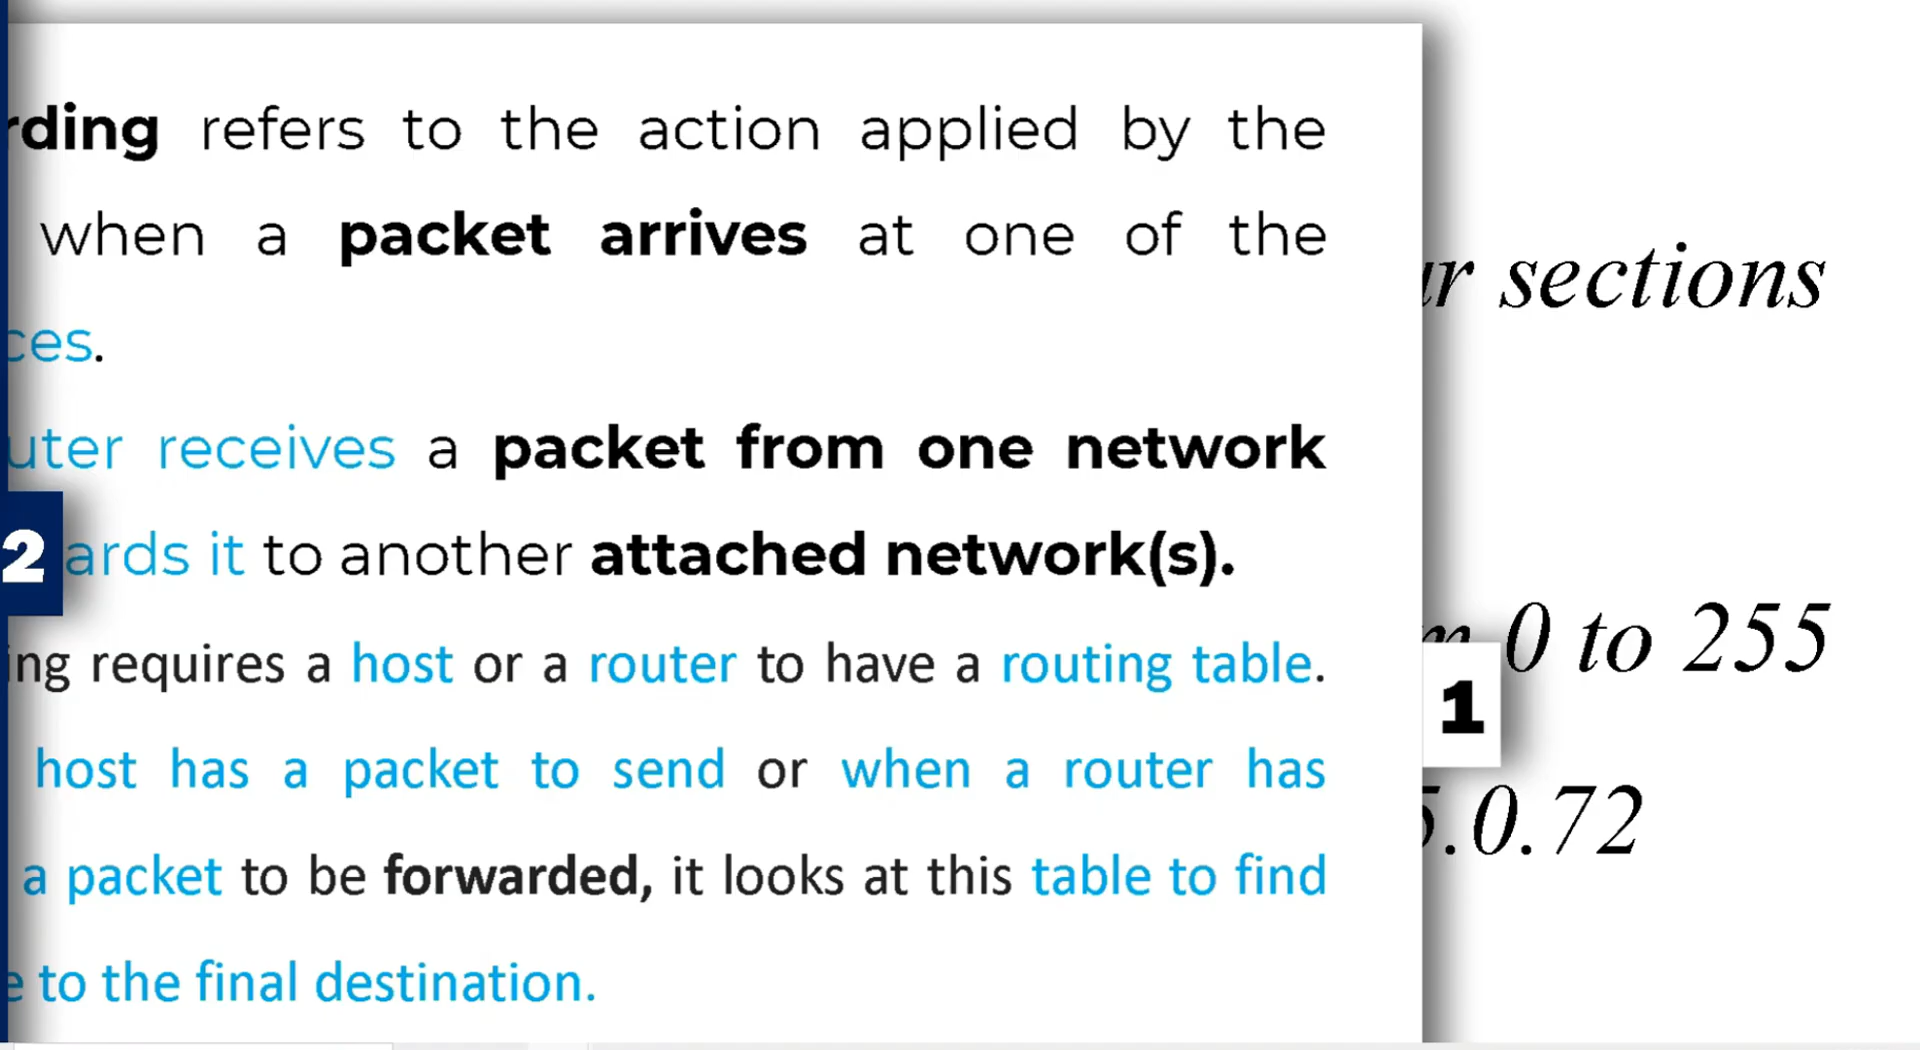 rding refers to the action applied by the
when a packet arrives at one of the
ces.
uter receives a packet from one network
ards it to another attached network(s).
ing requires a host or a router to have a routing table.
host has a packet to send or when a router has
a packet to be forwarded, it looks at this table to find
e to the final destination.
2
r sections
0 to 255
1
.0.72